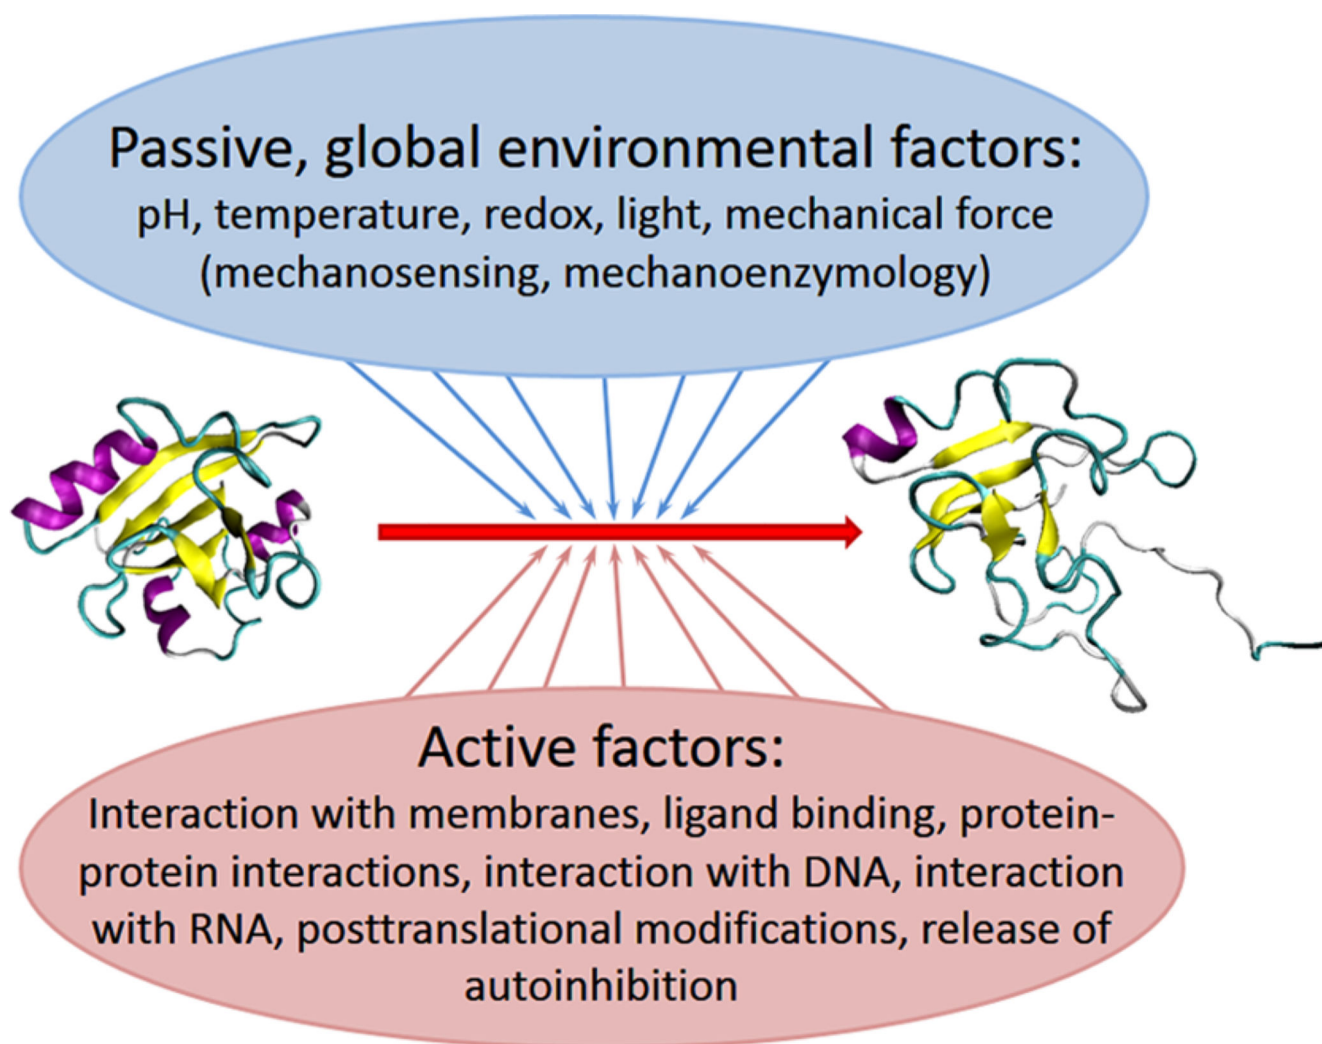 Passive, global environmental factors:
pH, temperature, redox, light, mechanical force
(mechanosensing, mechanoenzymology)
Active factors:
Interaction with membranes, ligand binding, protein-
protein interactions, interaction with DNA, interaction
with RNA, posttranslational modifications, release of
autoinhibition